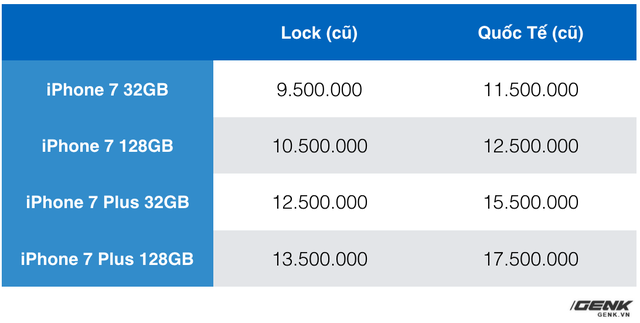 Lock (cũ) Quốc Tế (cũ)
iPhone 7 32GB 9.500.000 11.500.000
iPhone 7 128GB 10.500.000 12.500.000
iPhone 7 Plus 32GB 12.500.000 15.500.000
iPhone 7 Plus 128GB 13.500.000 17.500.000
GENK
GENK.VN